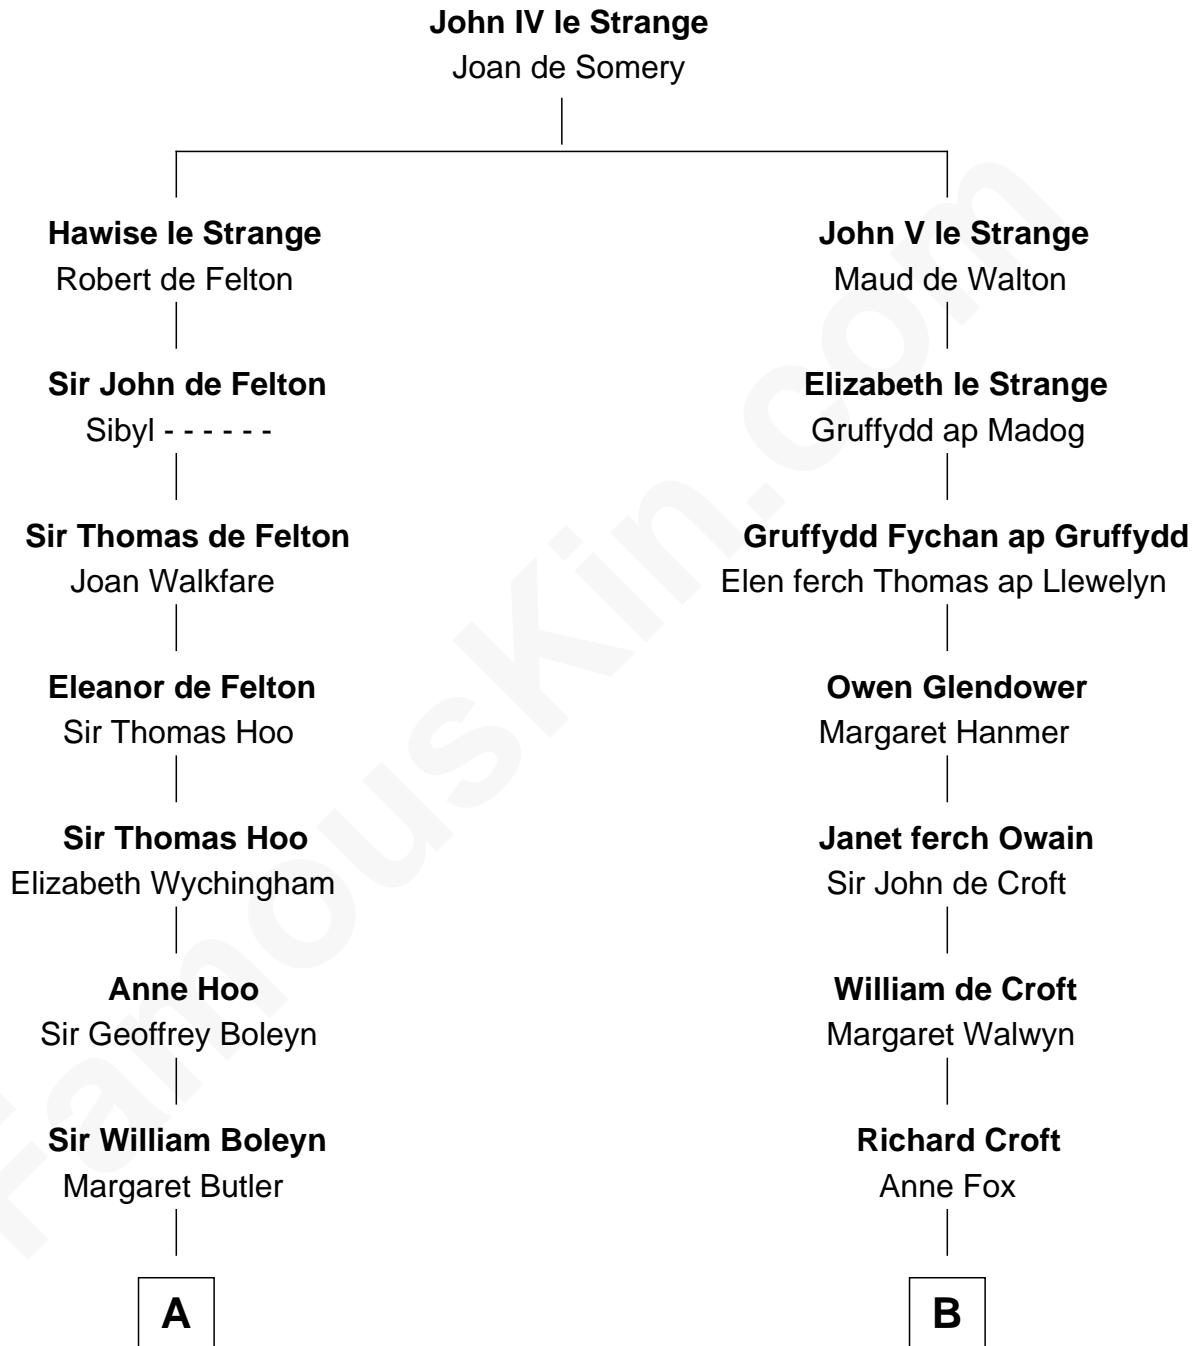 John IV le Strange
Joan de Somery
Hawise le Strange
Robert de Felton
John V le Strange
Maud de Walton
Sir John de Felton
Sibyl - - - - - -
Elizabeth le Strange
Gruffydd ap Madog
Sir Thomas de Felton
Joan Walkfare
Gruffydd Fychan ap Gruffydd
Elen ferch Thomas ap Llewelyn
Eleanor de Felton
Sir Thomas Hoo
Owen Glendower
Margaret Hanmer
Sir Thomas Hoo
Elizabeth Wychingham
Janet ferch Owain
Sir John de Croft
Anne Hoo
Sir Geoffrey Boleyn
William de Croft
Margaret Walwyn
Sir William Boleyn
Margaret Butler
Richard Croft
Anne Fox
A
B
FamousKin.com